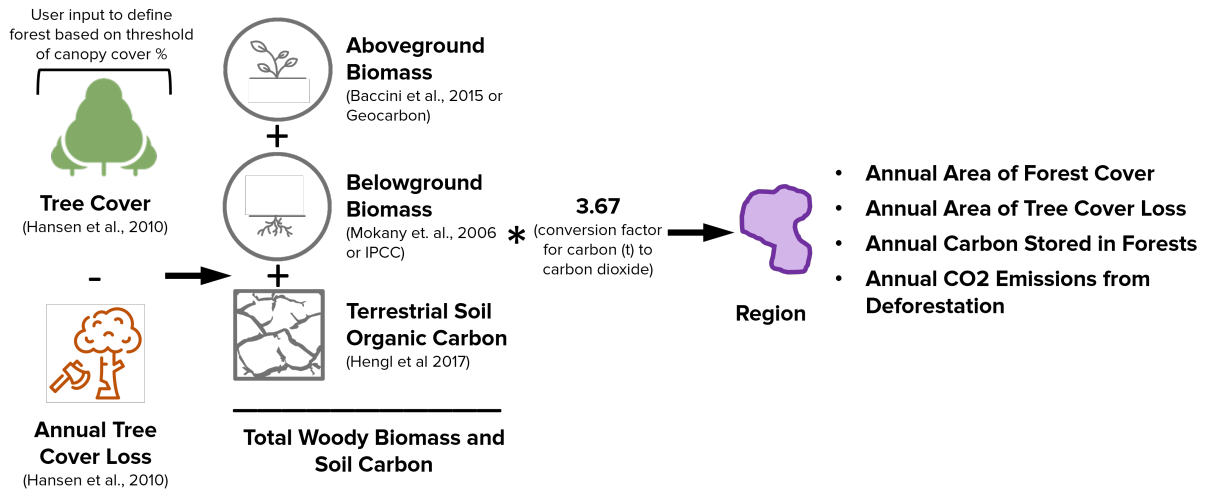 User input to define
forest based on threshold
of canopy cover %
Tree Cover
(Hansen et al., 2010)
-
Annual Tree
Cover Loss
(Hansen et al., 2010)
Aboveground
Biomass
(Baccini et al., 2015 or
Geocarbon)
+
Belowground
Biomass
(Mokany et. al., 2006
or IPCC)
+
Terrestrial Soil
Organic Carbon
(Hengl et al 2017)
Total Woody Biomass and
Soil Carbon
*
3.67
(conversion factor
for carbon (t) to
carbon dioxide)
Region
• Annual Area of Forest Cover
• Annual Area of Tree Cover Loss
• Annual Carbon Stored in Forests
• Annual CO2 Emissions from
Deforestation